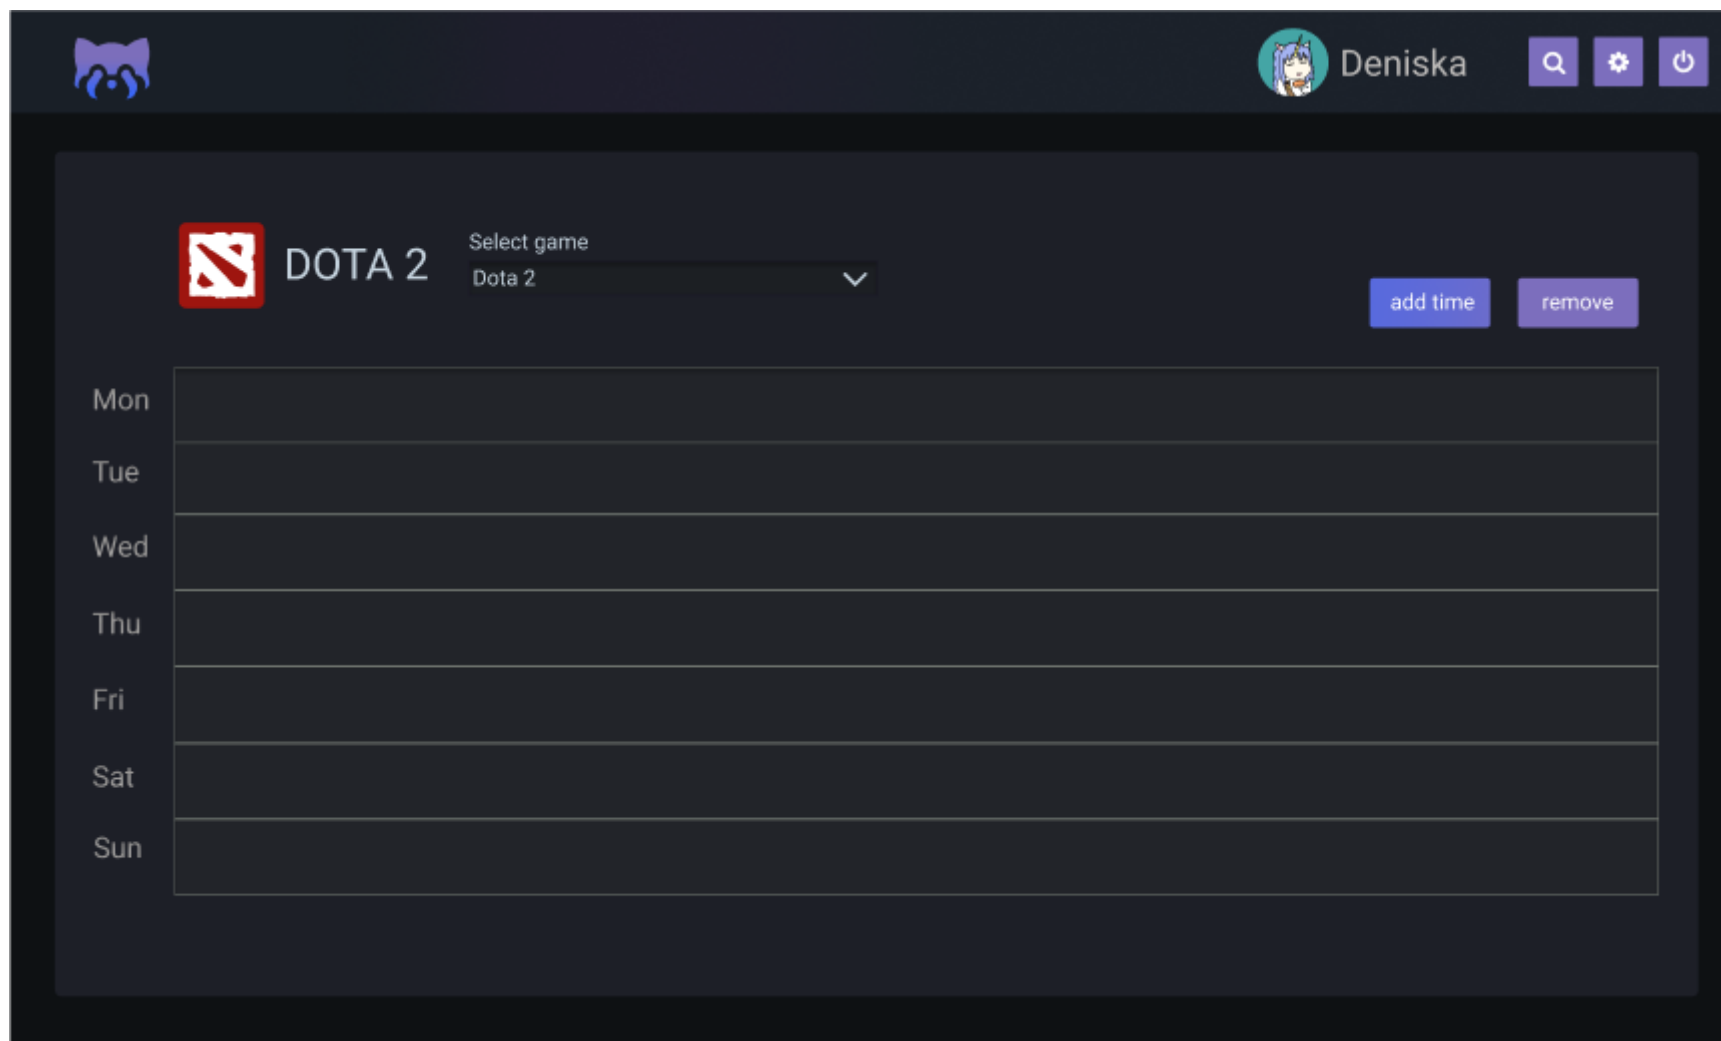 Deniska
DOTA 2
Select game
Dota 2
add time
remove
Mon
Tue
Wed
Thu
Fri
Sat
Sun